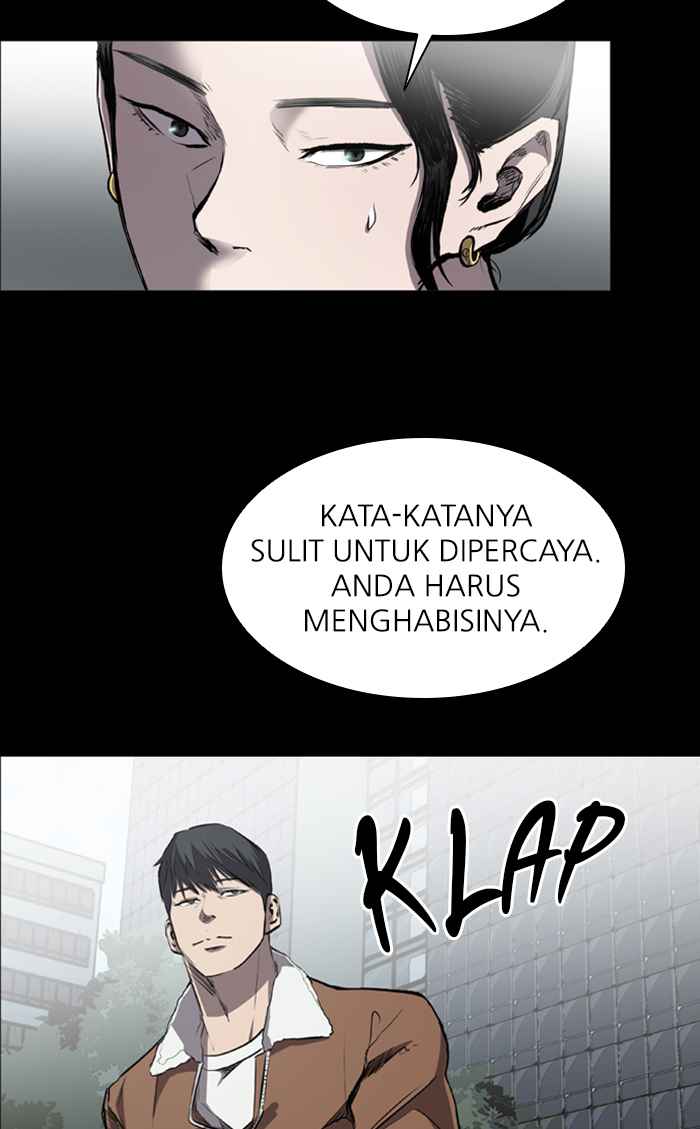 KATA-KATANYA
SULIT UNTUK DIPERCAYA.
ANDA HARUS
MENGHABISINYA.
KLAP